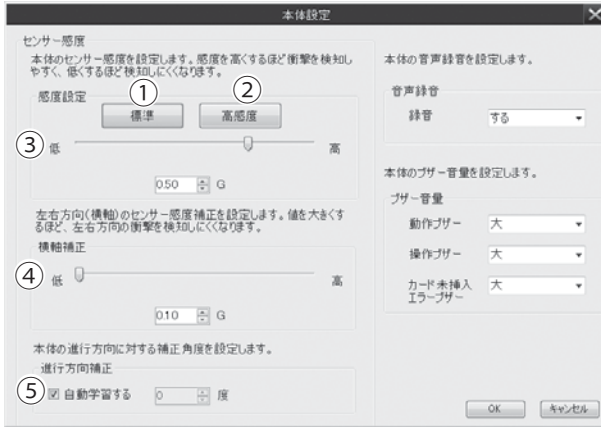 本体設定
センサー感度
本体のセンサー感度を設定します。感度を高くするほど衝撃を検知し
やすく、低くするほど検知しにくくなります。
感度設定
① ②
標準 高感度
③ 低 高
0.50 G
左右方向(横軸)のセンサー感度補正を設定します。値を大きくす
るほど、左右方向の衝撃を検知しにくくなります。
横軸補正
④ 低 高
0.10 G
本体の進行方向に対する補正角度を設定します。
進行方向補正
⑤ 自動学習する 0 度
本体の音声録音を設定します。
音声録音
録音 する
本体のブザー音量を設定します。
ブザー音量
動作ブザー 大
操作ブザー 大
カード未挿入 大
エラーブザー
OK キャンセル